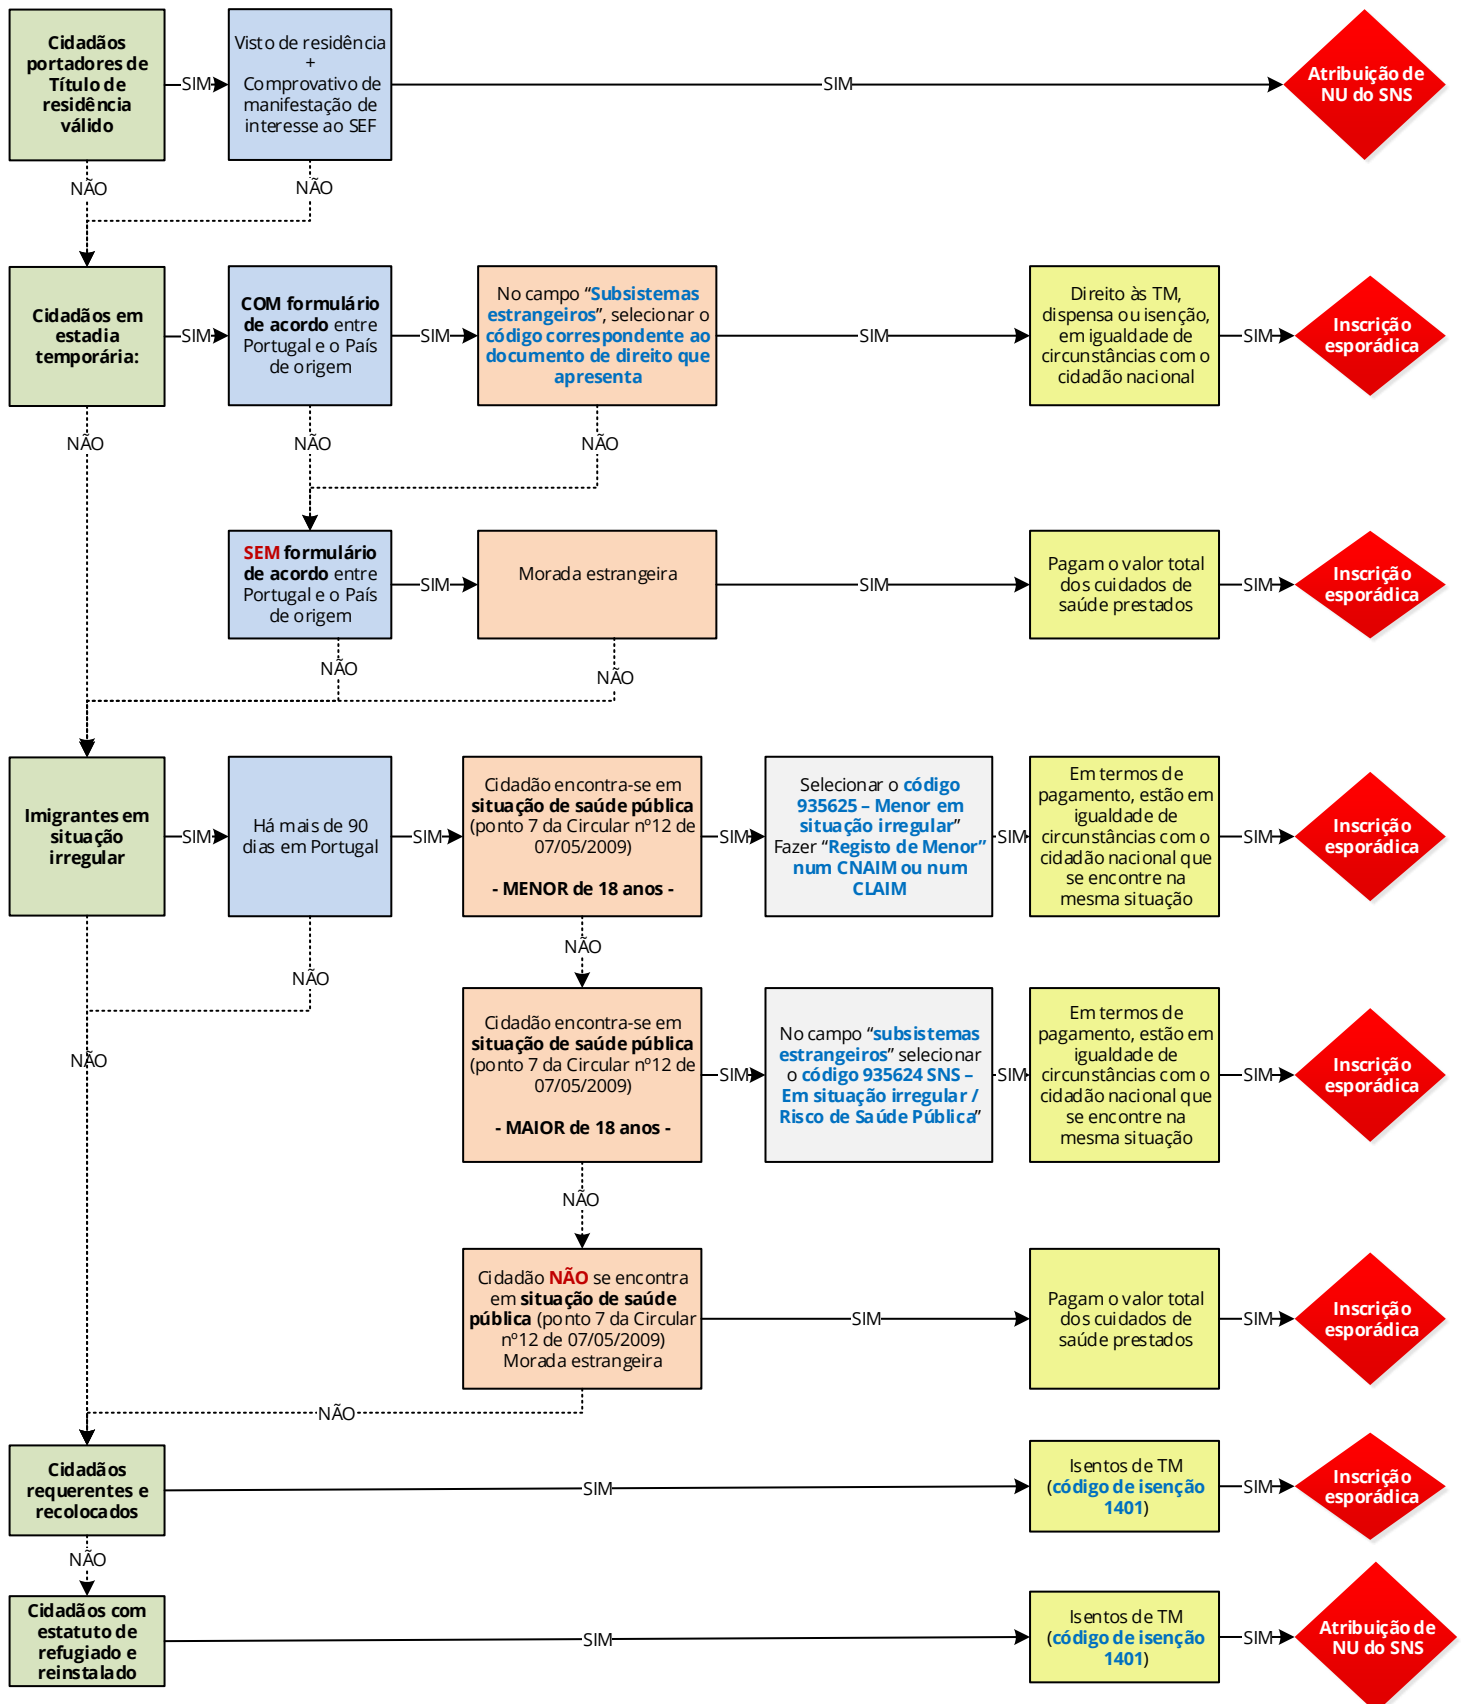 Cidadãos
portadores de
Título de
residência
válido
SIM
Visto de residência
+
Comprovativo de
manifestação de
interesse ao SEF
SIM
Atribuição de
NU do SNS
NÃO
NÃO
Cidadãos em
estadia
temporária:
SIM
COM formulário
de acordo entre
Portugal e o País
de origem
SIM
No campo “Subsistemas
estrangeiros”, selecionar o
código correspondente ao
documento de direito que
apresenta
SIM
Direito às TM,
dispensa ou isenção,
em igualdade de
circunstâncias com o
cidadão nacional
SIM
Inscrição
esporádica
NÃO
NÃO
NÃO
SEM formulário
de acordo entre
Portugal e o País
de origem
SIM
Morada estrangeira
SIM
Pagam o valor total
dos cuidados de
saúde prestados
SIM
Inscrição
esporádica
NÃO
NÃO
Imigrantes em
situação
irregular
SIM
Há mais de 90
dias em Portugal
SIM
Cidadão encontra-se em
situação de saúde pública
(ponto 7 da Circular nº12 de
07/05/2009)
- MENOR de 18 anos -
SIM
Selecionar o código
935625 – Menor em
situação irregular”
Fazer “Registo de Menor”
num CNAIM ou num
CLAIM
SIM
Em termos de
pagamento, estão em
igualdade de
circunstâncias com o
cidadão nacional que
se encontre na
mesma situação
SIM
Inscrição
esporádica
NÃO
NÃO
NÃO
Cidadão encontra-se em
situação de saúde pública
(ponto 7 da Circular nº12 de
07/05/2009)
- MAIOR de 18 anos -
SIM
No campo “subsistemas
estrangeiros” selecionar
o código 935624 SNS –
Em situação irregular /
Risco de Saúde Pública”
SIM
Em termos de
pagamento, estão em
igualdade de
circunstâncias com o
cidadão nacional que
se encontre na
mesma situação
SIM
Inscrição
esporádica
NÃO
Cidadão NÃO se encontra
em situação de saúde
pública (ponto 7 da Circular
nº12 de 07/05/2009)
Morada estrangeira
SIM
Pagam o valor total
dos cuidados de
saúde prestados
SIM
Inscrição
esporádica
NÃO
Cidadãos
requerentes e
recolocados
SIM
Isentos de TM
(código de isenção
1401)
SIM
Inscrição
esporádica
NÃO
Cidadãos com
estatuto de
refugiado e
reinstalado
SIM
Isentos de TM
(código de isenção
1401)
SIM
Atribuição de
NU do SNS